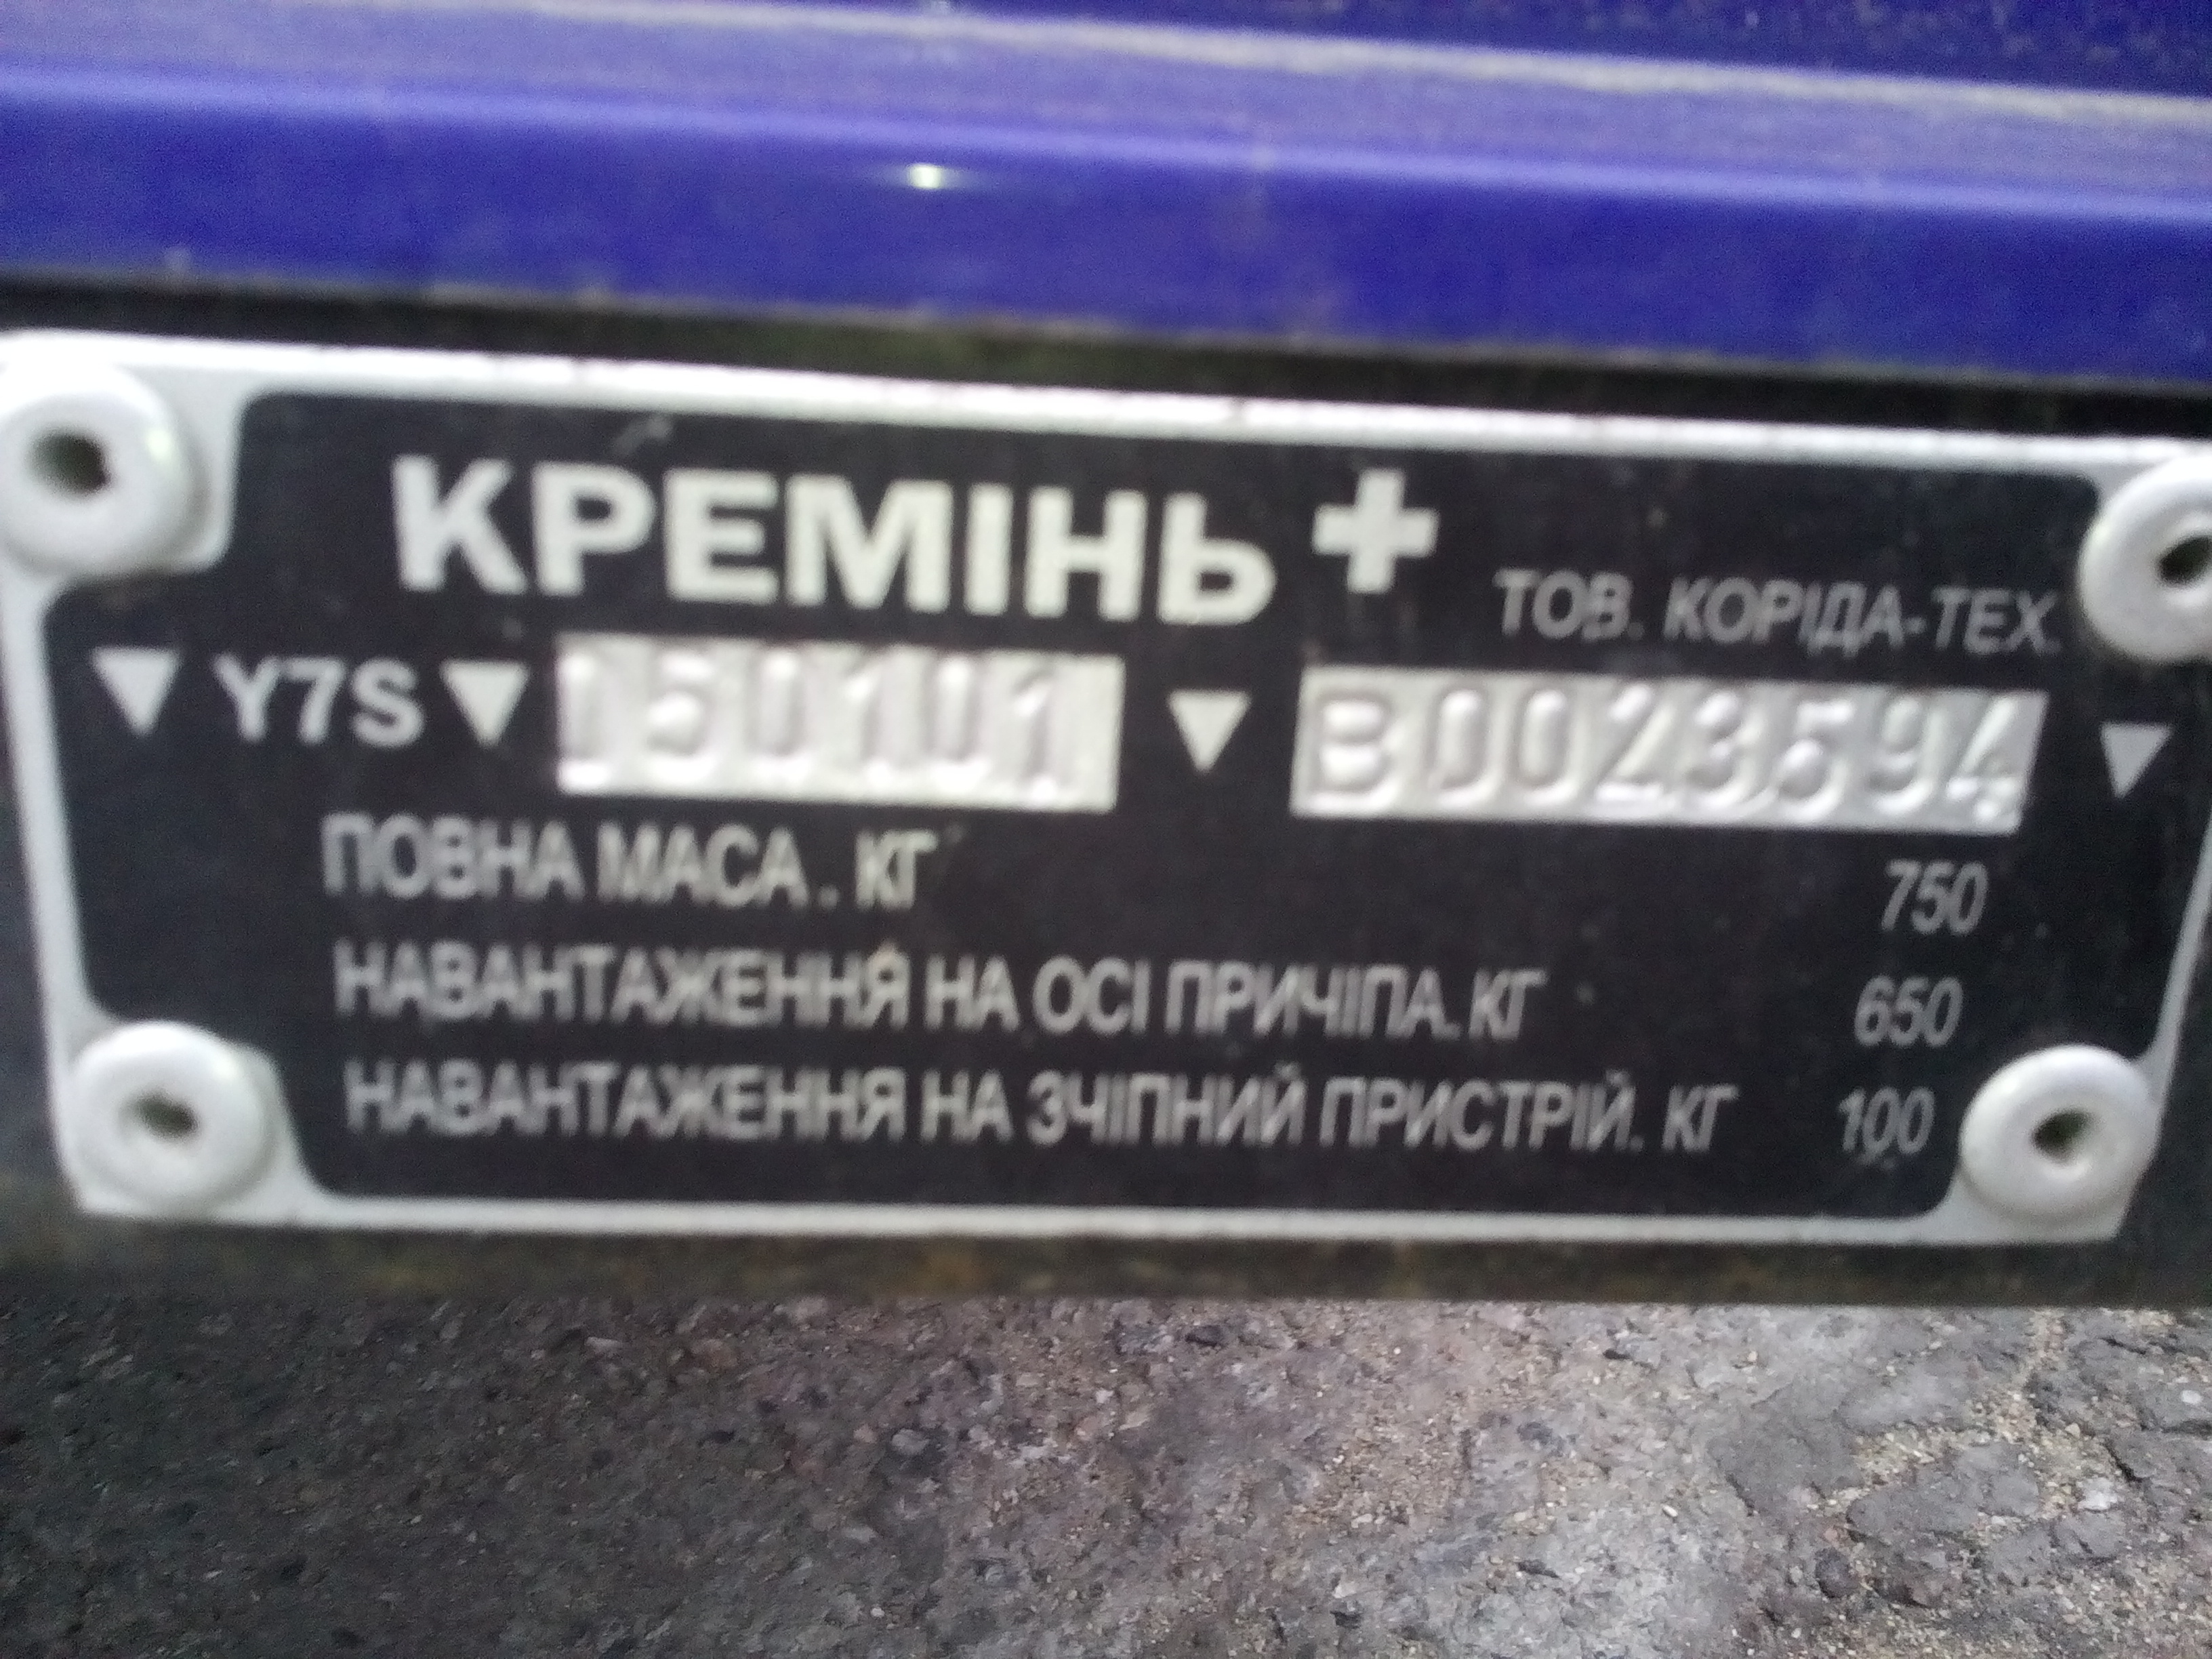 КРЕМІНЬ+ ТОВ. КОРІДА-ТЕХ.
▼ Y7S ▼ 050101 ▼ B0023594 ▼
ПОВНА МАСА. КГ 750
НАВАНТАЖЕННЯ НА ОСІ ПРИЧІПА. КГ 650
НАВАНТАЖЕННЯ НА ЗЧІПНИЙ ПРИСТРІЙ. КГ 100